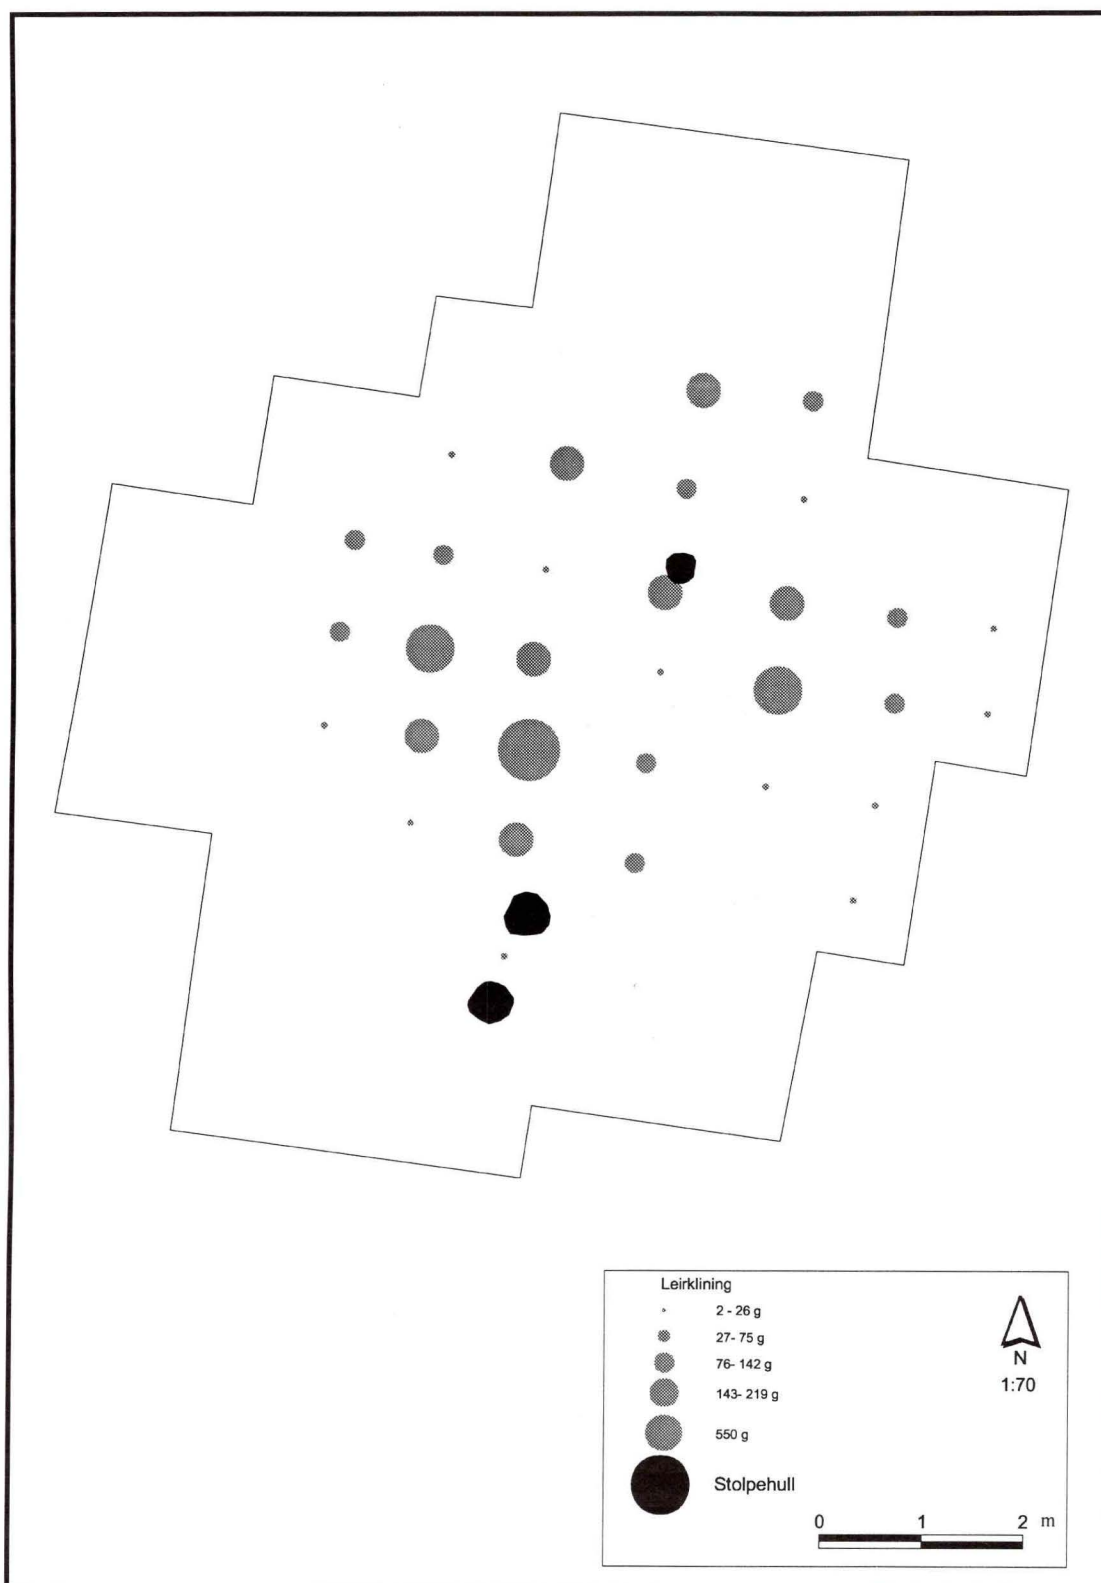 Leirklining
2 - 26 g
27- 75 g
76- 142 g
143- 219 g
550 g
Stolpehull
N
1:70
0 1 2 m